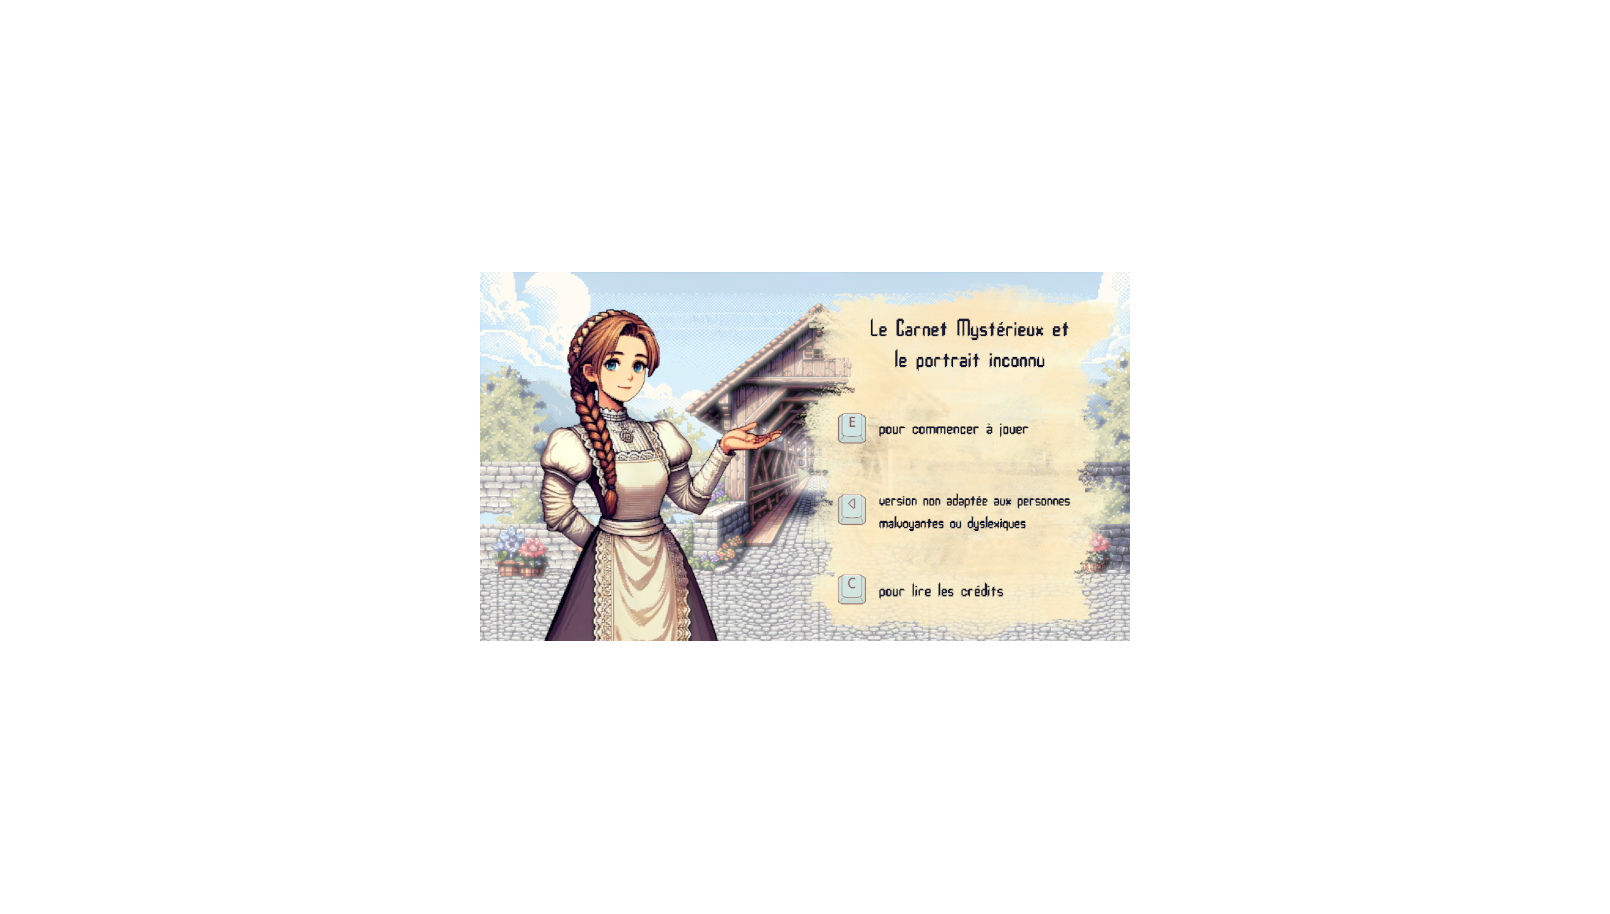 Le Carnet Mystérieux et
le portrait inconnu
E
pour commencer à jouer
version non adaptée aux personnes
malvoyantes ou dyslexiques
C
pour lire les crédits